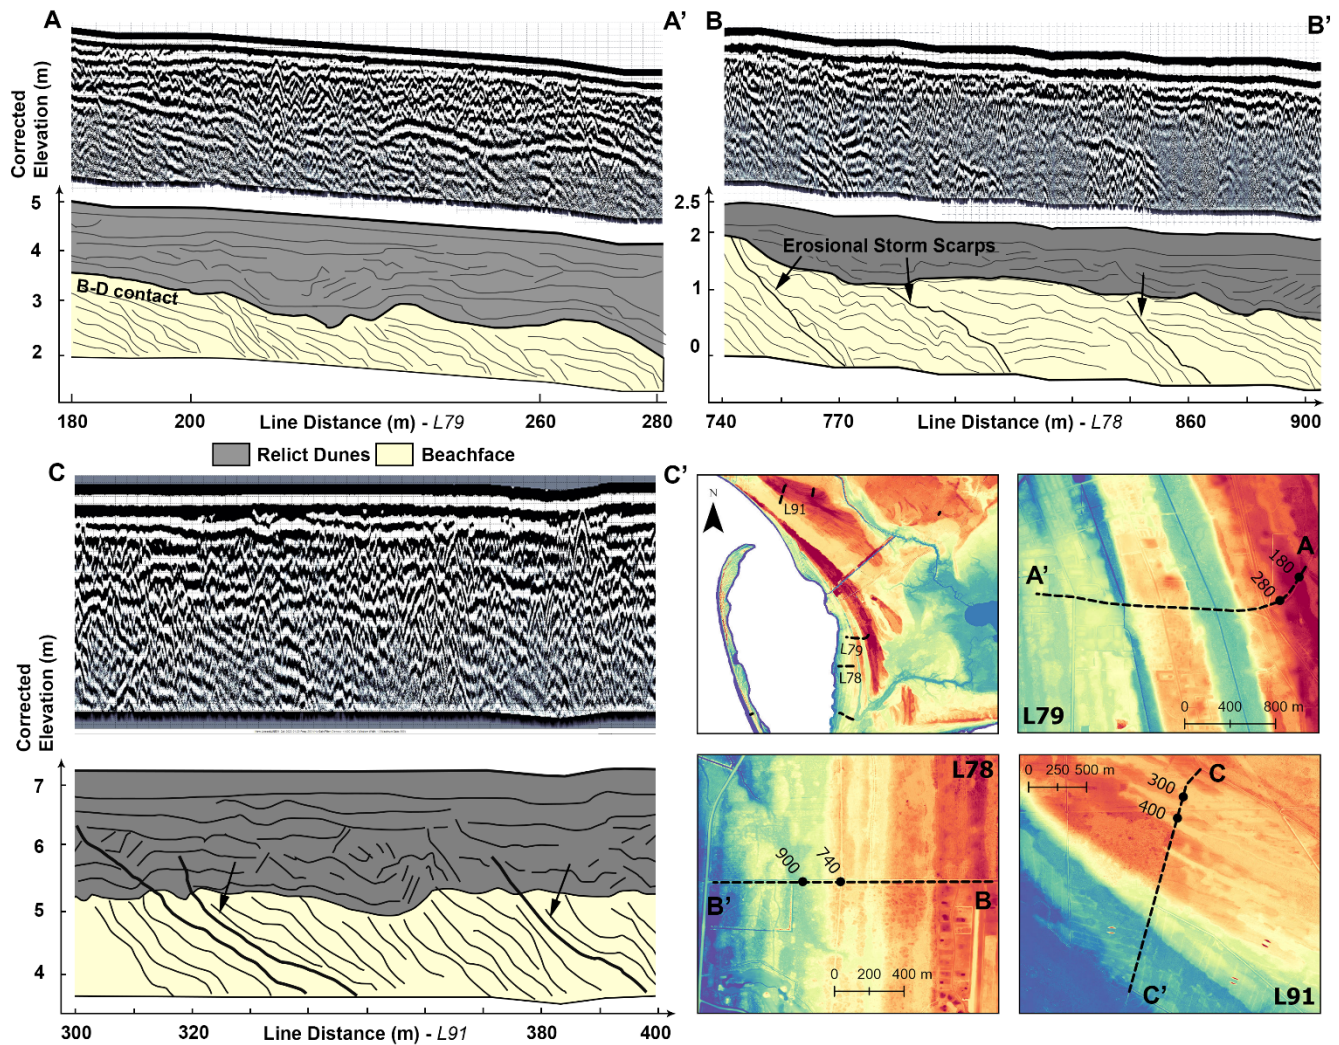 A
A'
B
B'
Corrected
Elevation (m)
5
4
3
2
B-D contact
180
200
Line Distance (m) - L79
260
280
2.5
2
1
0
Erosional Storm Scarps
740
770
Line Distance (m) - L78
860
900
Relict Dunes
Beachface
C
C'
Corrected
Elevation (m)
7
6
5
4
300
320
Line Distance (m) - L91
380
400
N
L91
L79
L78
A'
A
180
280
L79
0 400 800 m
L78
900
740
B'
B
0 200 400 m
0 250 500 m
C
300
400
C'
L91